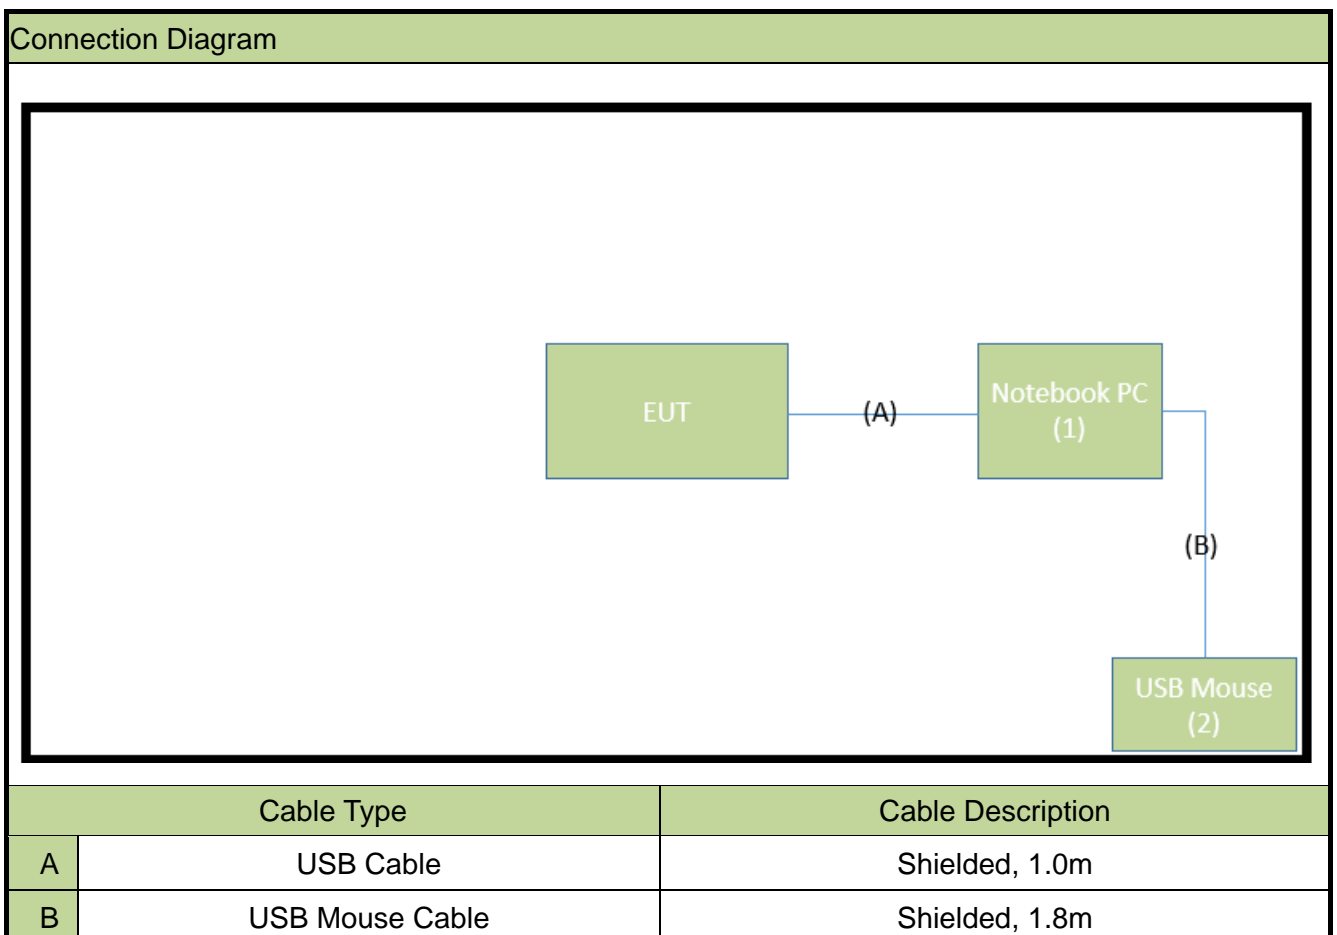 Connection Diagram
EUT
(A)
Notebook PC
(1)
(B)
USB Mouse
(2)
Cable Type Cable Description
A USB Cable Shielded, 1.0m
B USB Mouse Cable Shielded, 1.8m